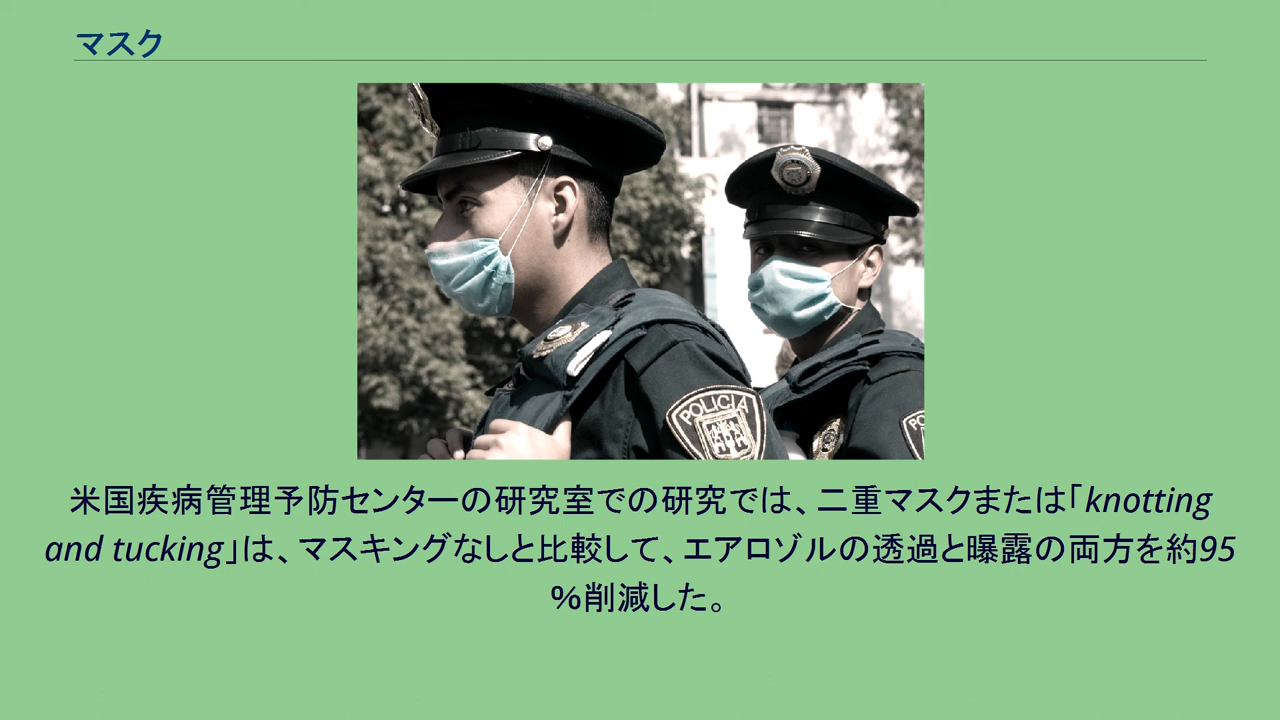 マスク
POLICIA
米国疾病管理予防センターの研究室での研究では、二重マスクまたは「knotting
and tucking」は、マスキングなしと比較して、エアロゾルの透過と曝露の両方を約95
%削減した。